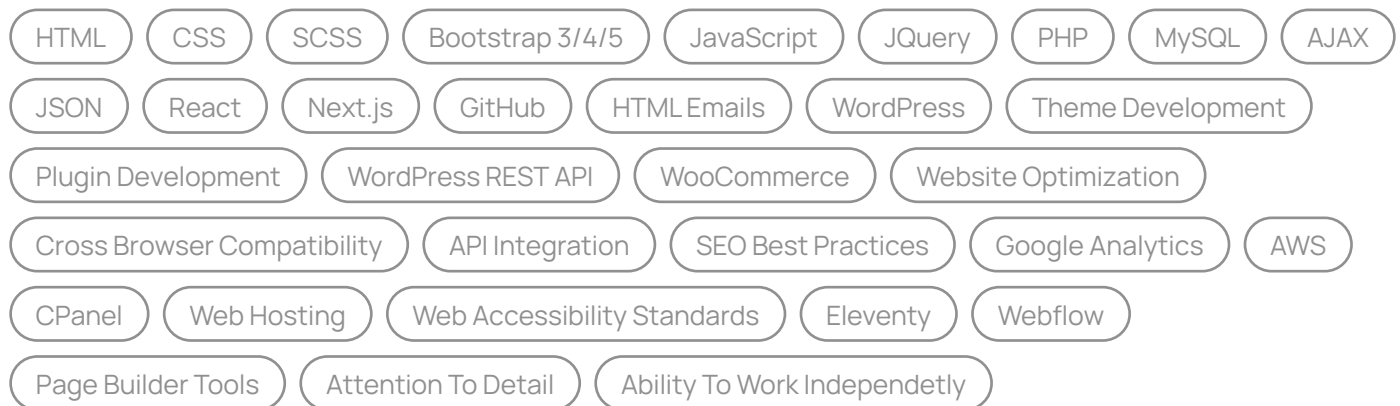 HTML CSS SCSS Bootstrap 3/4/5 JavaScript JQuery PHP MySQL AJAX
JSON React Next.js GitHub HTML Emails WordPress Theme Development
Plugin Development WordPress REST API WooCommerce Website Optimization
Cross Browser Compatibility API Integration SEO Best Practices Google Analytics AWS
CPanel Web Hosting Web Accessibility Standards Eleventy Webflow
Page Builder Tools Attention To Detail Ability To Work Independetly